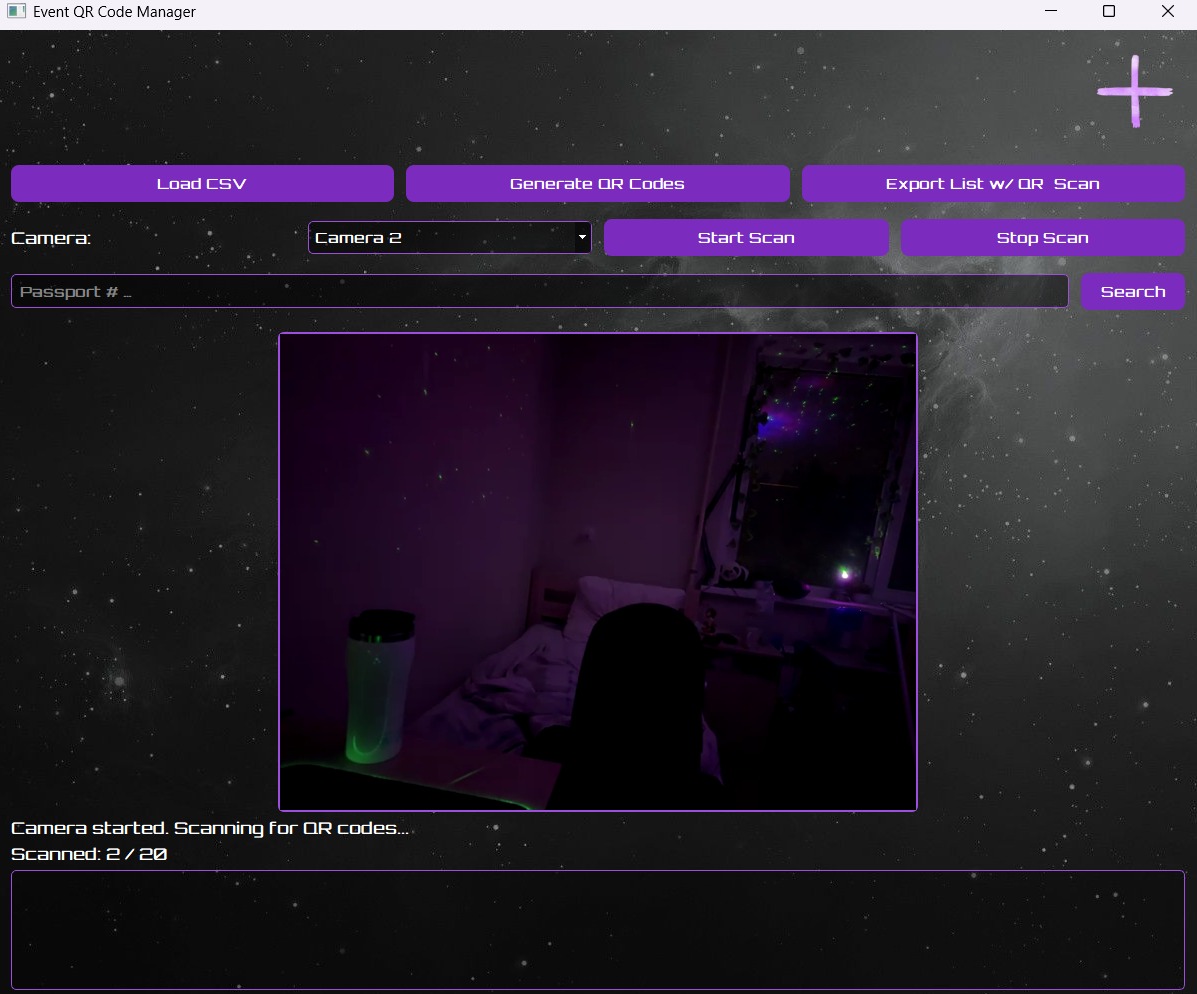 Event QR Code Manager
Load CSV
Generate QR Codes
Export List w/ QR Scan
Camera:
Camera 2
Start Scan
Stop Scan
Passport # ...
Search
Camera started. Scanning for QR codes...
Scanned: 2 / 20